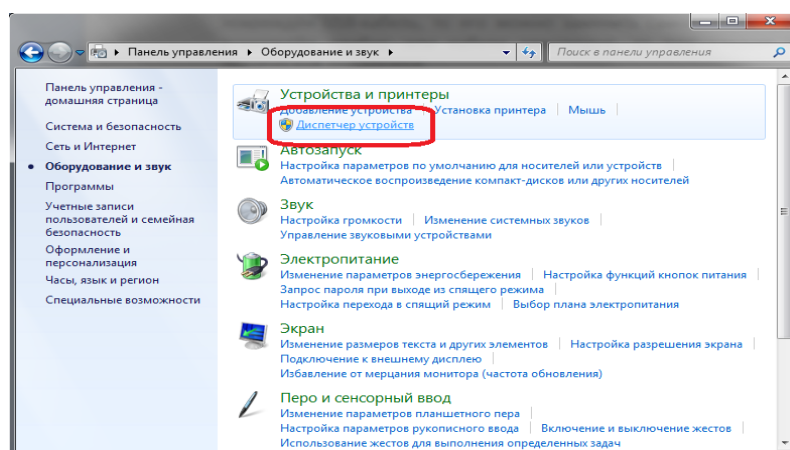 Панель управления ▸ Оборудование и звук ▸
Поиск в панели управления
Панель управления -
домашняя страница
Система и безопасность
Сеть и Интернет
Оборудование и звук
Программы
Учетные записи
пользователей и семейная
безопасность
Оформление и
персонализация
Часы, язык и регион
Специальные возможности
Устройства и принтеры
Добавление устройства | Установка принтера | Мышь
Диспетчер устройств
Автозапуск
Настройка параметров по умолчанию для носителей или устройств
Автоматическое воспроизведение компакт-дисков или других носителей
Звук
Настройка громкости | Изменение системных звуков
Управление звуковыми устройствами
Электропитание
Изменение параметров энергосбережения | Настройка функций кнопок питания
Запрос пароля при выходе из спящего режима
Настройка перехода в спящий режим | Выбор плана электропитания
Экран
Изменение размеров текста и других элементов | Настройка разрешения экрана
Подключение к внешнему дисплею
Избавление от мерцания монитора (частота обновления)
Перо и сенсорный ввод
Изменение параметров планшетного пера
Настройка параметров рукописного ввода | Включение и выключение жестов
Использование жестов для выполнения определенных задач